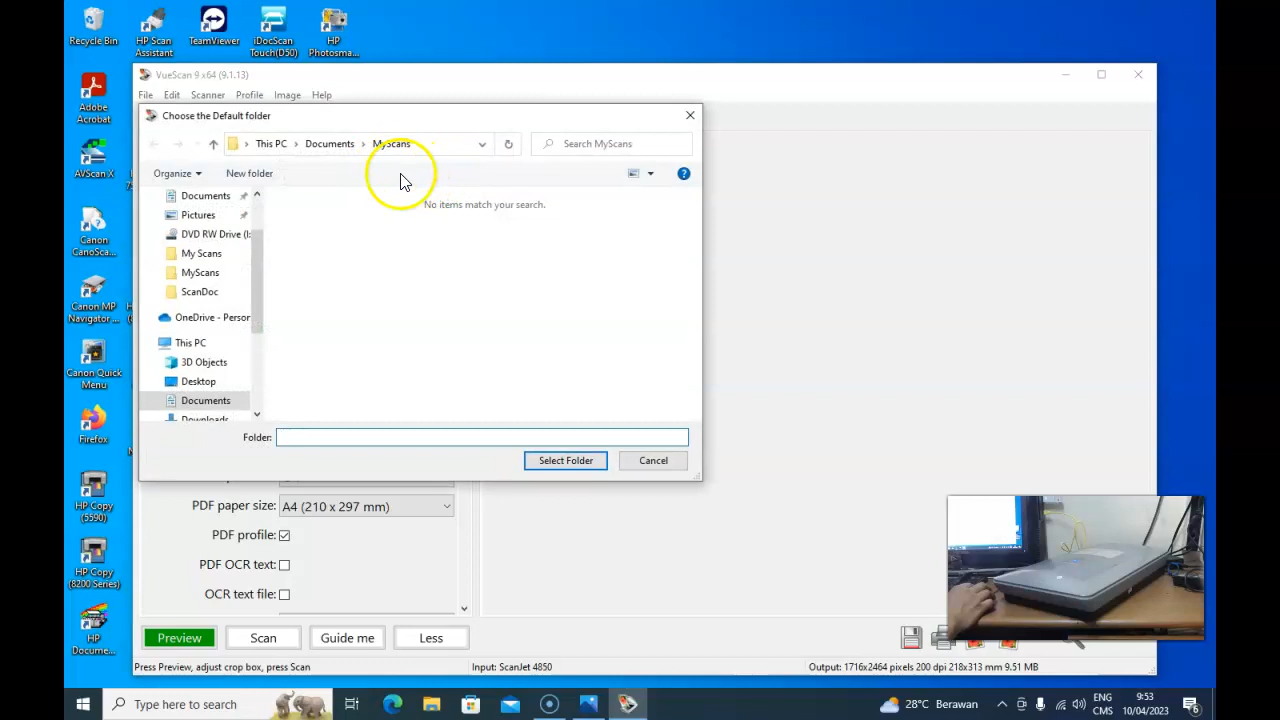 Recycle Bin
HP Scan
Assistant
TeamViewer
iDocScan
Touch(D50)
HP
Photosma...
Adobe
Acrobat
AVScan X
Canon
CanoSca...
Canon MP
Navigator ...
Canon Quick
Menu
Firefox
HP Copy
(5590)
HP Copy
(8200 Series)
HP
Docume...
VueScan 9 x64 (9.1.13)
File Edit Scanner Profile Image Help
Choose the Default folder
This PC > Documents > MyScans
Search MyScans
Organize New folder
No items match your search.
Documents
Pictures
DVD RW Drive (I:
My Scans
MyScans
ScanDoc
OneDrive - Person
This PC
3D Objects
Desktop
Documents
Downloads
Folder:
Select Folder Cancel
PDF paper size: A4 (210 x 297 mm)
PDF profile:
PDF OCR text:
OCR text file:
Preview Scan Guide me Less
Press Preview, adjust crop box, press Scan
Input: ScanJet 4850
Output: 1716x2464 pixels 200 dpi 218x313 mm 9.51 MB
Type here to search
28°C Berawan
ENG
CMS
9:53
10/04/2023
6